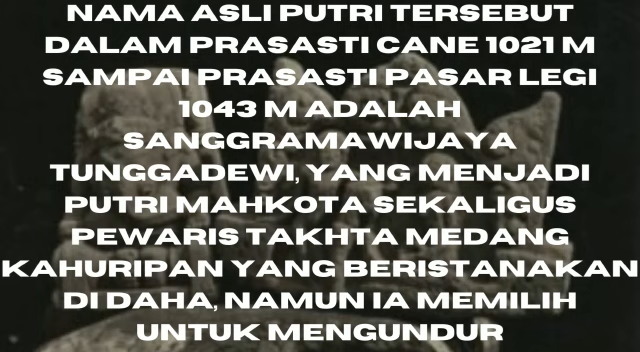 NAMA ASLI PUTRI TERSEBUT
DALAM PRASASTI CANE 1021 M
SAMPAI PRASASTI PASAR LEGI
1043 M ADALAH
SANGGRAMAWIJAYA
TUNGGADEWI, YANG MENJADI
PUTRI MAHKOTA SEKALIGUS
PEWARIS TAKHTA MEDANG
KAHURIPAN YANG BERISTANAKAN
DI DAHA, NAMUN IA MEMILIH
UNTUK MENGUNDUR